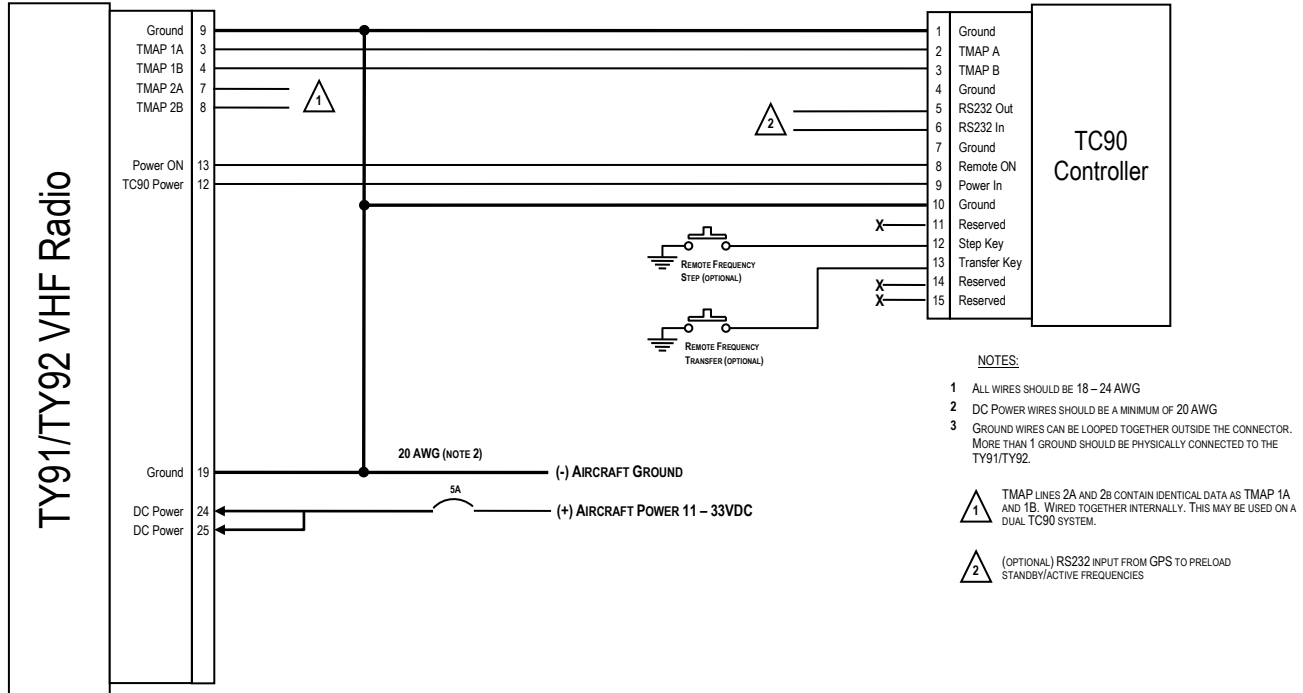 TY91/TY92 VHF Radio
Ground 9
TMAP 1A 3
TMAP 1B 4
TMAP 2A 7
TMAP 2B 8
Power ON 13
TC90 Power 12
Ground 19
DC Power 24
DC Power 25
1
2
1 Ground
2 TMAP A
3 TMAP B
4 Ground
5 RS232 Out
6 RS232 In
7 Ground
8 Remote ON
9 Power In
10 Ground
X 11 Reserved
12 Step Key
13 Transfer Key
X 14 Reserved
X 15 Reserved
TC90
Controller
REMOTE FREQUENCY
STEP (OPTIONAL)
REMOTE FREQUENCY
TRANSFER (OPTIONAL)
20 AWG (NOTE 2)
(-) AIRCRAFT GROUND
5A
(+) AIRCRAFT POWER 11 – 33VDC
NOTES:
1 ALL WIRES SHOULD BE 18 – 24 AWG
2 DC POWER WIRES SHOULD BE A MINIMUM OF 20 AWG
3 GROUND WIRES CAN BE LOOPED TOGETHER OUTSIDE THE CONNECTOR.
MORE THAN 1 GROUND SHOULD BE PHYSICALLY CONNECTED TO THE
TY91/TY92.
1 TMAP LINES 2A AND 2B CONTAIN IDENTICAL DATA AS TMAP 1A
AND 1B. WIRED TOGETHER INTERNALLY. THIS MAY BE USED ON A
DUAL TC90 SYSTEM.
2 (OPTIONAL) RS232 INPUT FROM GPS TO PRELOAD
STANDBY/ACTIVE FREQUENCIES